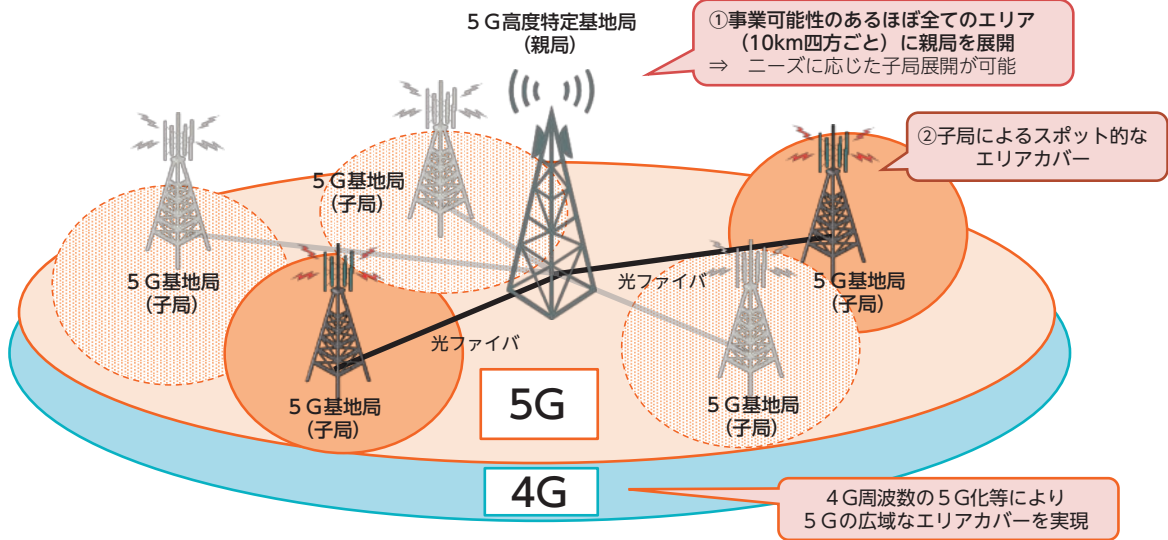 5G高度特定基地局
(親局)
①事業可能性のあるほぼ全てのエリア
(10km四方ごと)に親局を展開
⇒ ニーズに応じた子局展開が可能
②子局によるスポット的な
エリアカバー
5G基地局
(子局)
5G基地局
(子局)
5G基地局
(子局)
光ファイバ
光ファイバ
5G基地局
(子局)
5G基地局
(子局)
5G
4G
4G周波数の5G化等により
5Gの広域なエリアカバーを実現